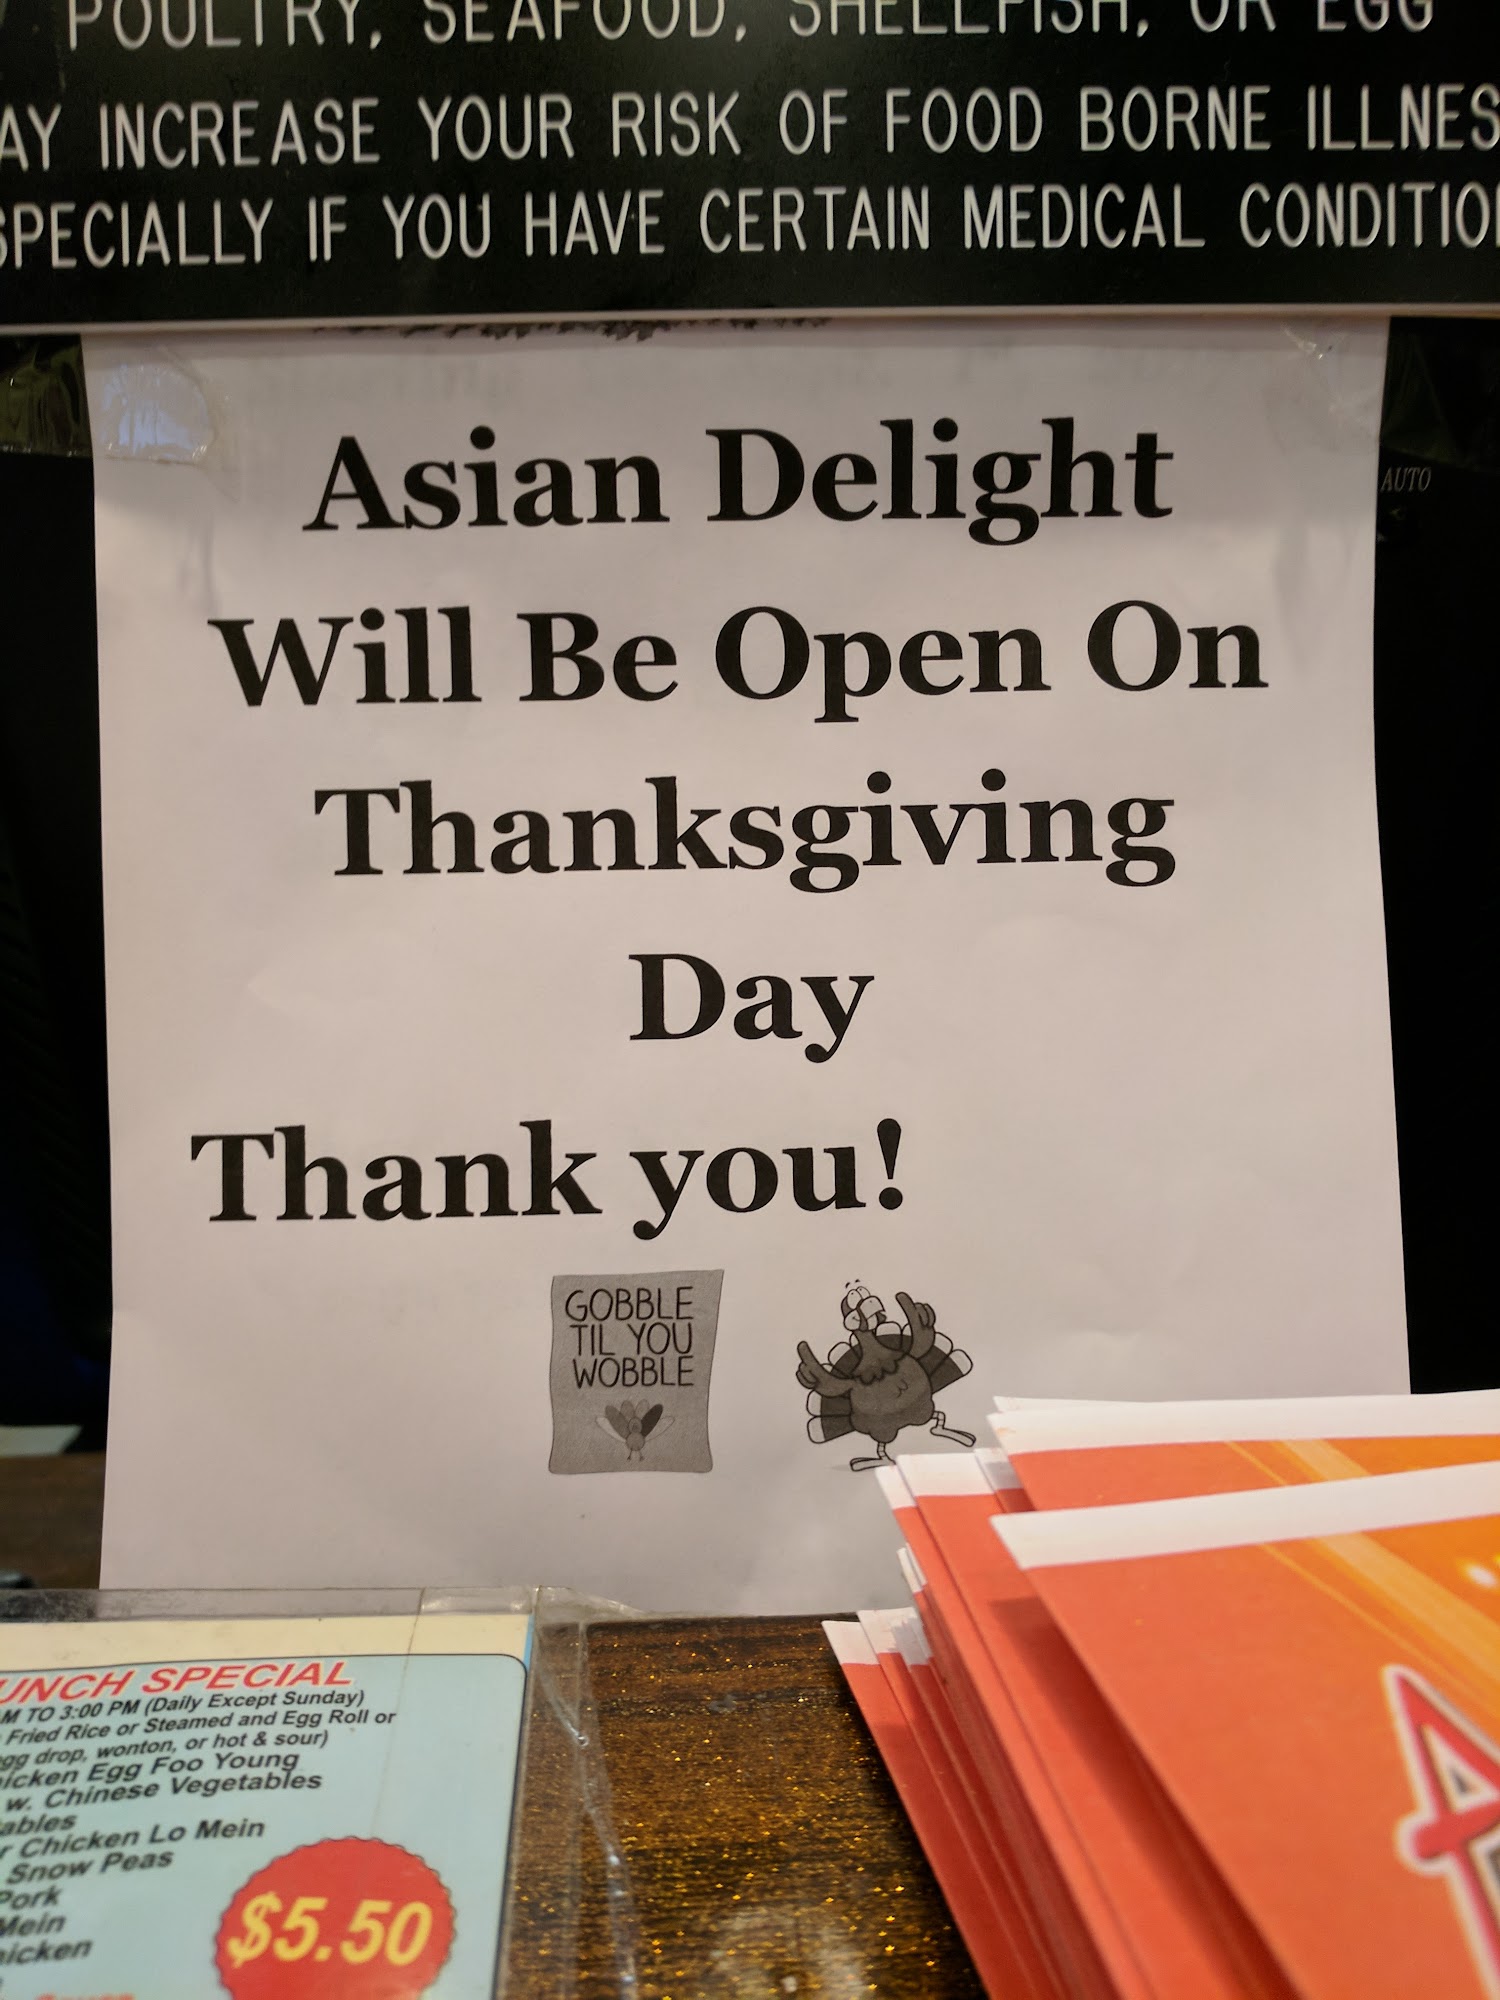 POULTRY, SEAFOOD, SHELLFISH, OR EGG
AY INCREASE YOUR RISK OF FOOD BORNE ILLNES
SPECIALLY IF YOU HAVE CERTAIN MEDICAL CONDITIO
AUTO
Asian Delight
Will Be Open On
Thanksgiving
Day
Thank you!
GOBBLE
TIL YOU
WOBBLE
UNCH SPECIAL
M TO 3:00 PM (Daily Except Sunday)
Fried Rice or Steamed and Egg Roll or
egg drop, wonton, or hot & sour)
icken Egg Foo Young
w. Chinese Vegetables
ables
r Chicken Lo Mein
Snow Peas
Pork
Mein
icken
$5.50
A